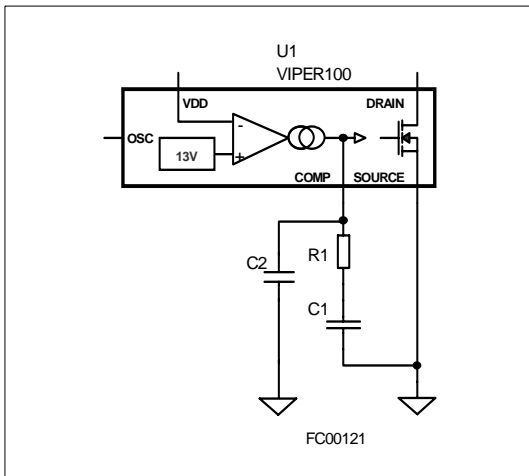 U1
VIPER100
VDD
DRAIN
OSC
-
13V
+
COMP SOURCE
C2
R1
C1
FC00121